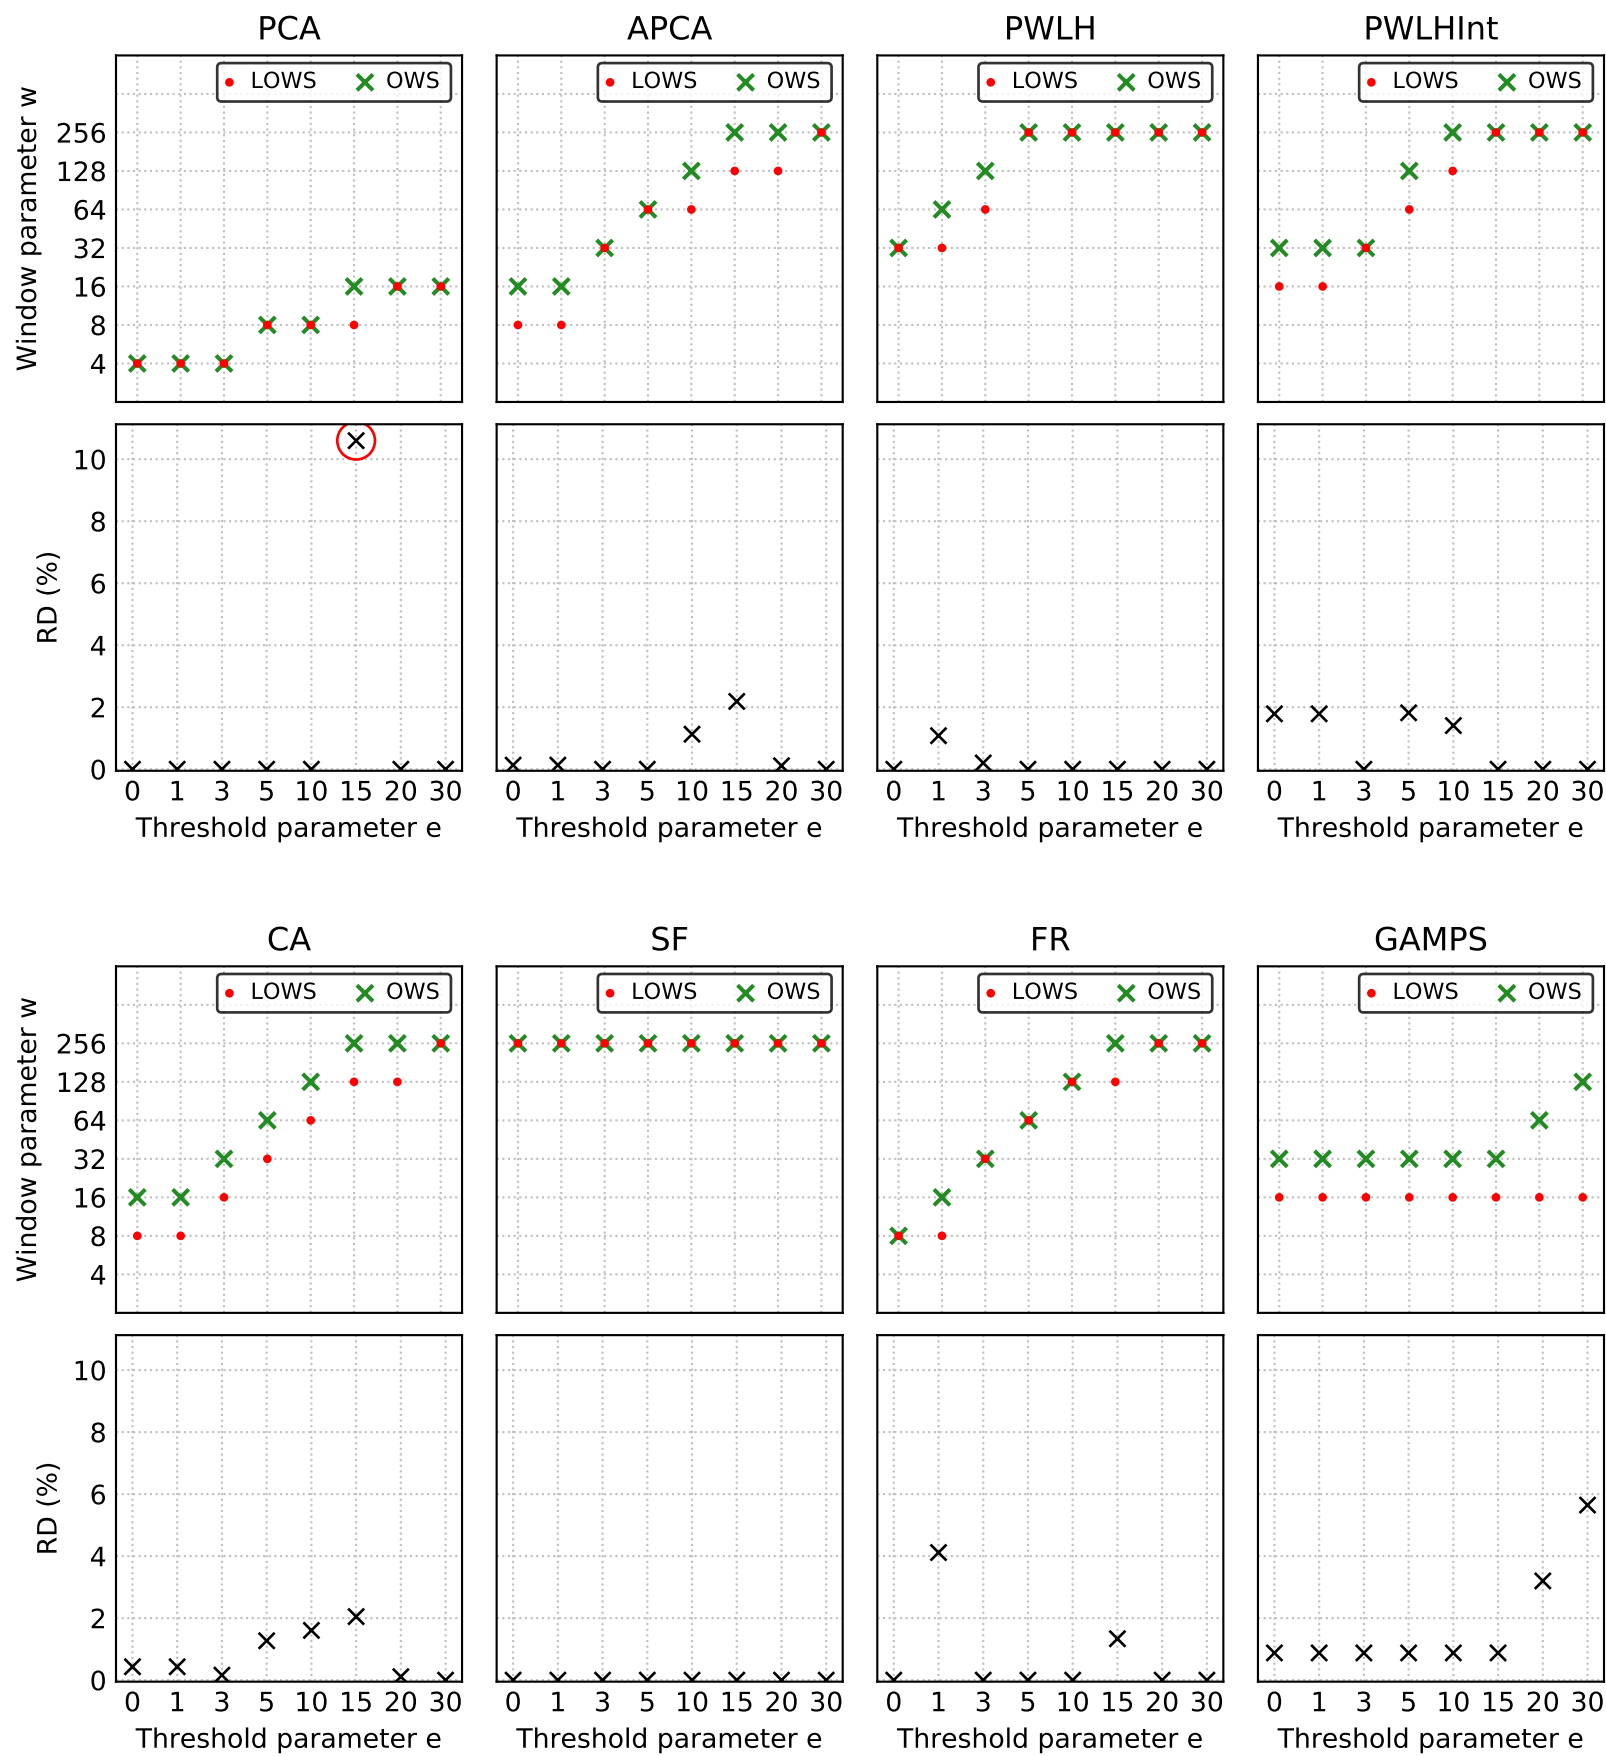 PCA APCA PWLH PWLHInt
LOWS OWS LOWS OWS LOWS OWS LOWS OWS
Window parameter w
256
128
64
32
16
8
4
RD (%)
10
8
6
4
2
0
0 1 3 5 10 15 20 30 0 1 3 5 10 15 20 30 0 1 3 5 10 15 20 30 0 1 3 5 10 15 20 30
Threshold parameter e Threshold parameter e Threshold parameter e Threshold parameter e
CA SF FR GAMPS
LOWS OWS LOWS OWS LOWS OWS LOWS OWS
Window parameter w
256
128
64
32
16
8
4
RD (%)
10
8
6
4
2
0
0 1 3 5 10 15 20 30 0 1 3 5 10 15 20 30 0 1 3 5 10 15 20 30 0 1 3 5 10 15 20 30
Threshold parameter e Threshold parameter e Threshold parameter e Threshold parameter e